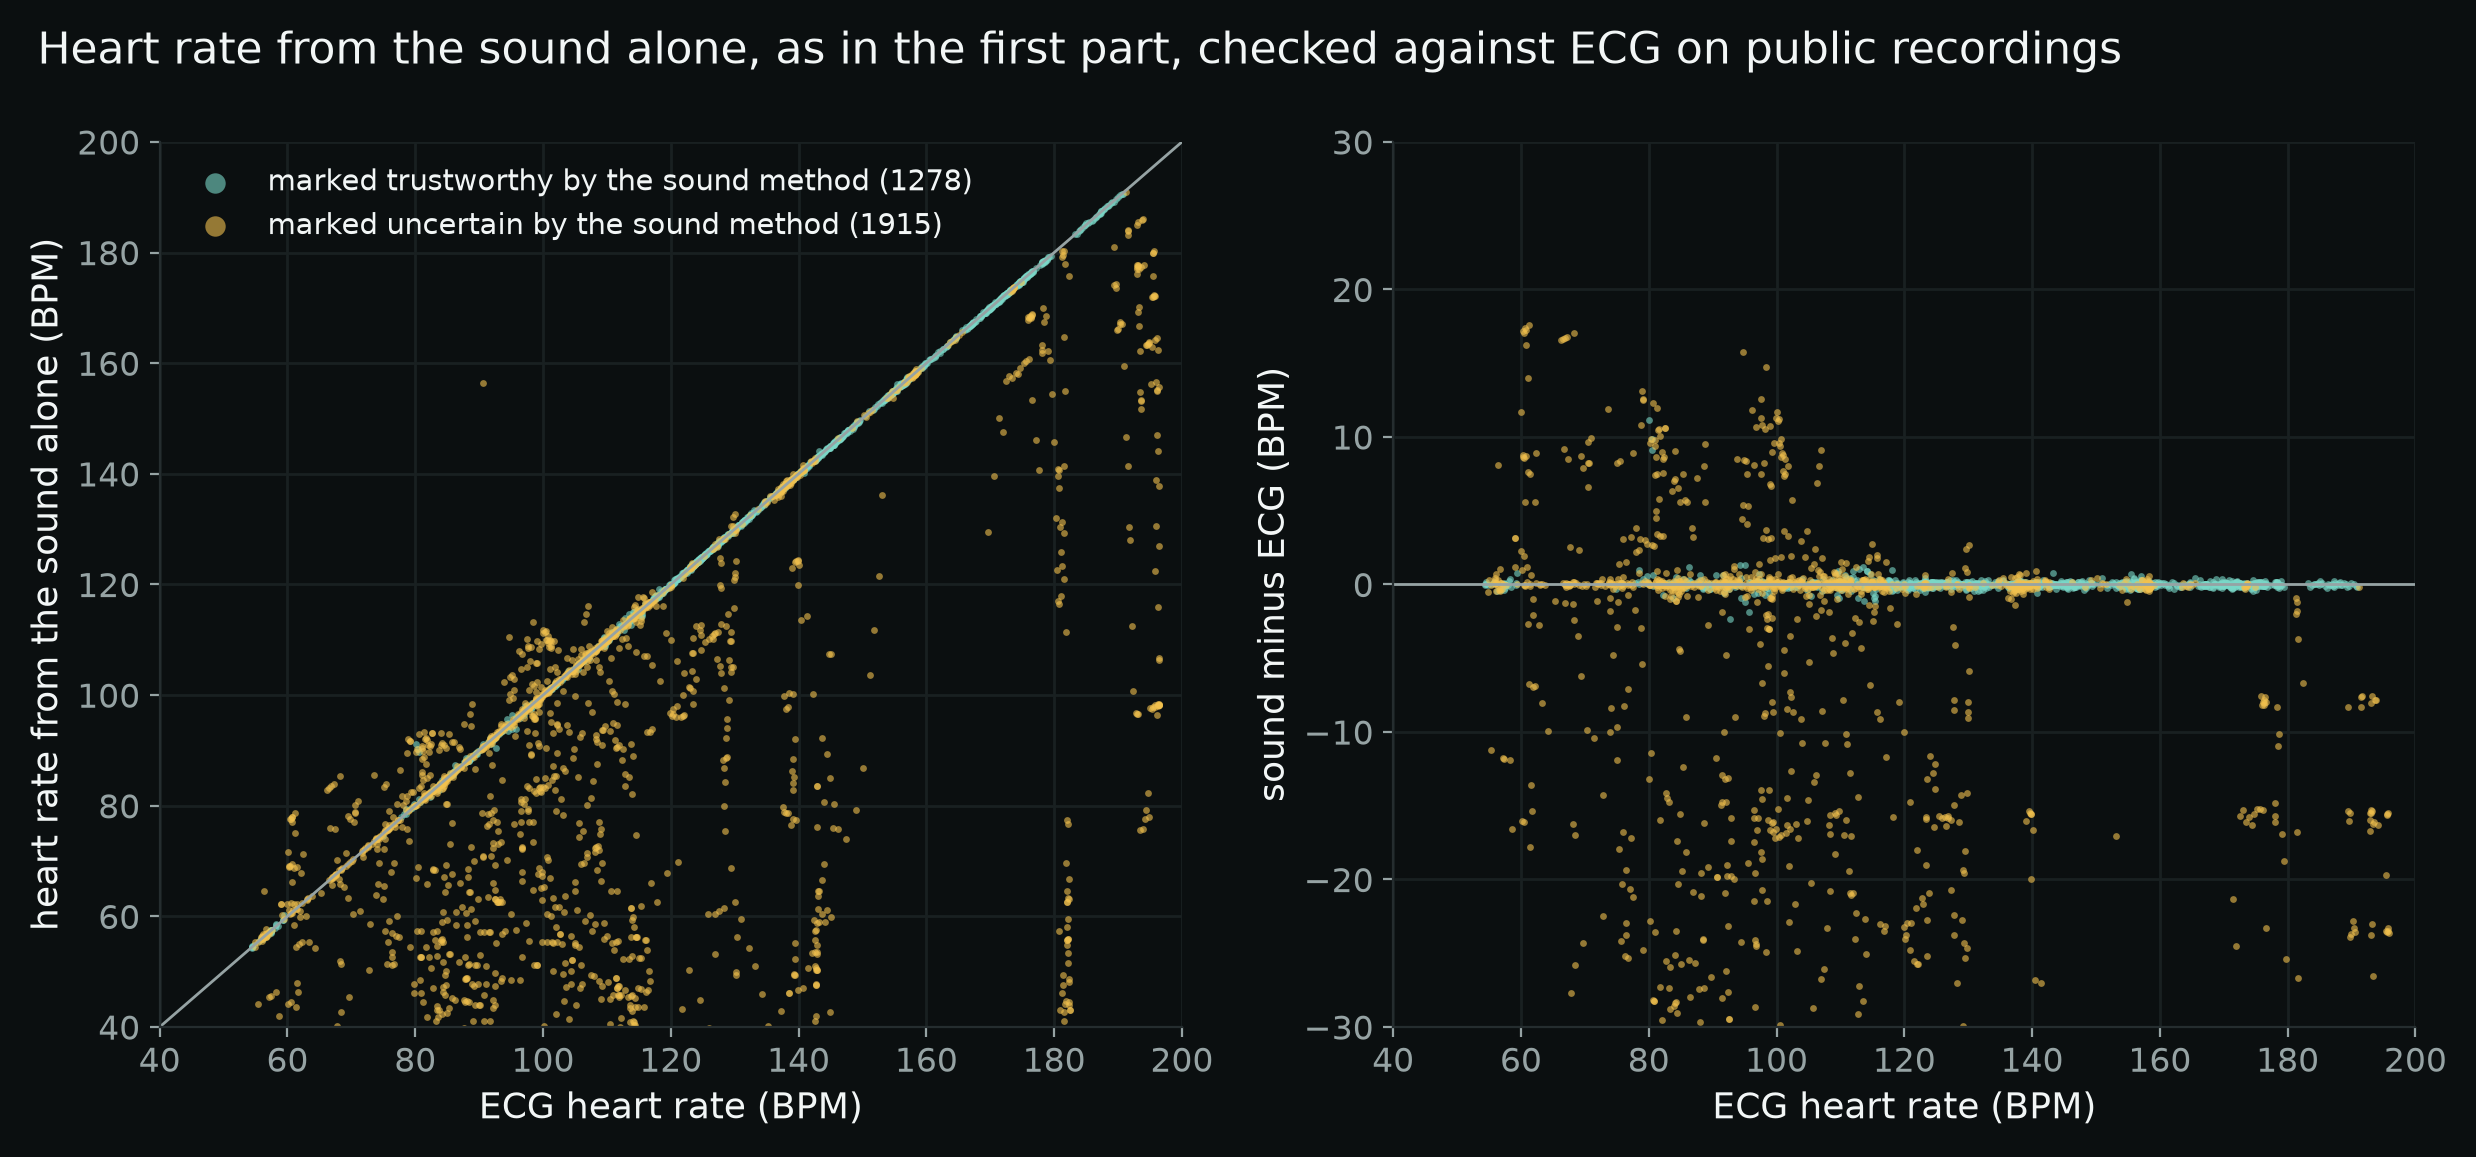 Heart rate from the sound alone, as in the first part, checked against ECG on public recordings
heart rate from the sound alone (BPM)
200
180
160
140
120
100
80
60
40
marked trustworthy by the sound method (1278)
marked uncertain by the sound method (1915)
40 60 80 100 120 140 160 180 200
ECG heart rate (BPM)
sound minus ECG (BPM)
30
20
10
0
−10
−20
−30
40 60 80 100 120 140 160 180 200
ECG heart rate (BPM)